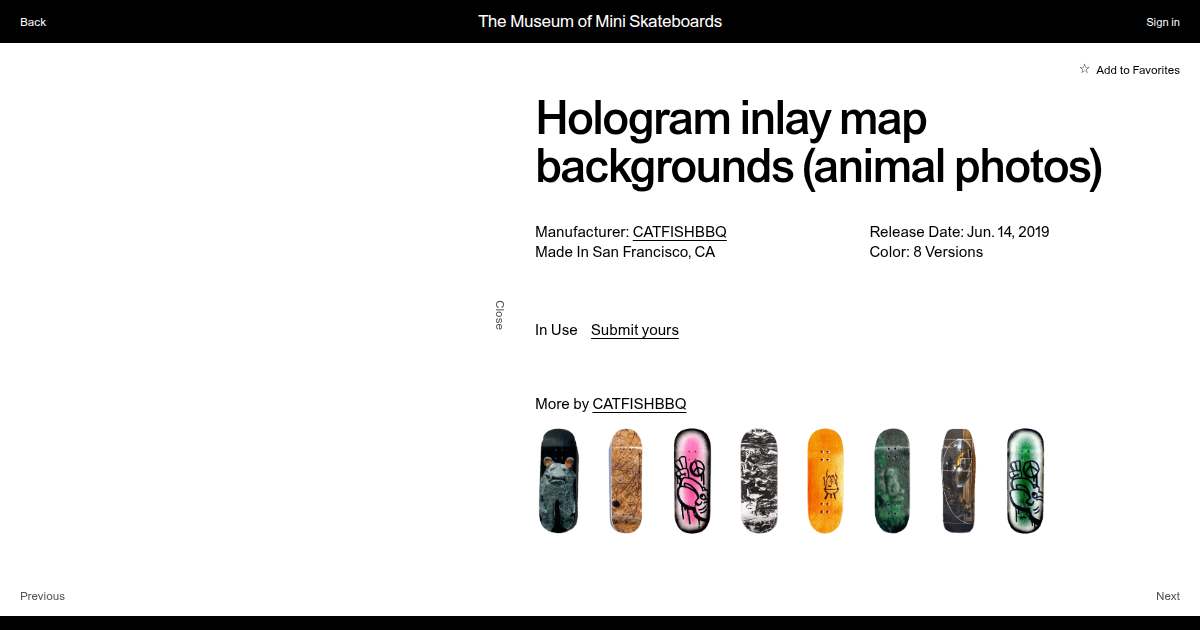 Back
The Museum of Mini Skateboards
Sign in
☆ Add to Favorites
Hologram inlay map
backgrounds (animal photos)
Manufacturer: CATFISHBBQ
Made In San Francisco, CA
Release Date: Jun. 14, 2019
Color: 8 Versions
Close
In Use Submit yours
More by CATFISHBBQ
Previous
Next